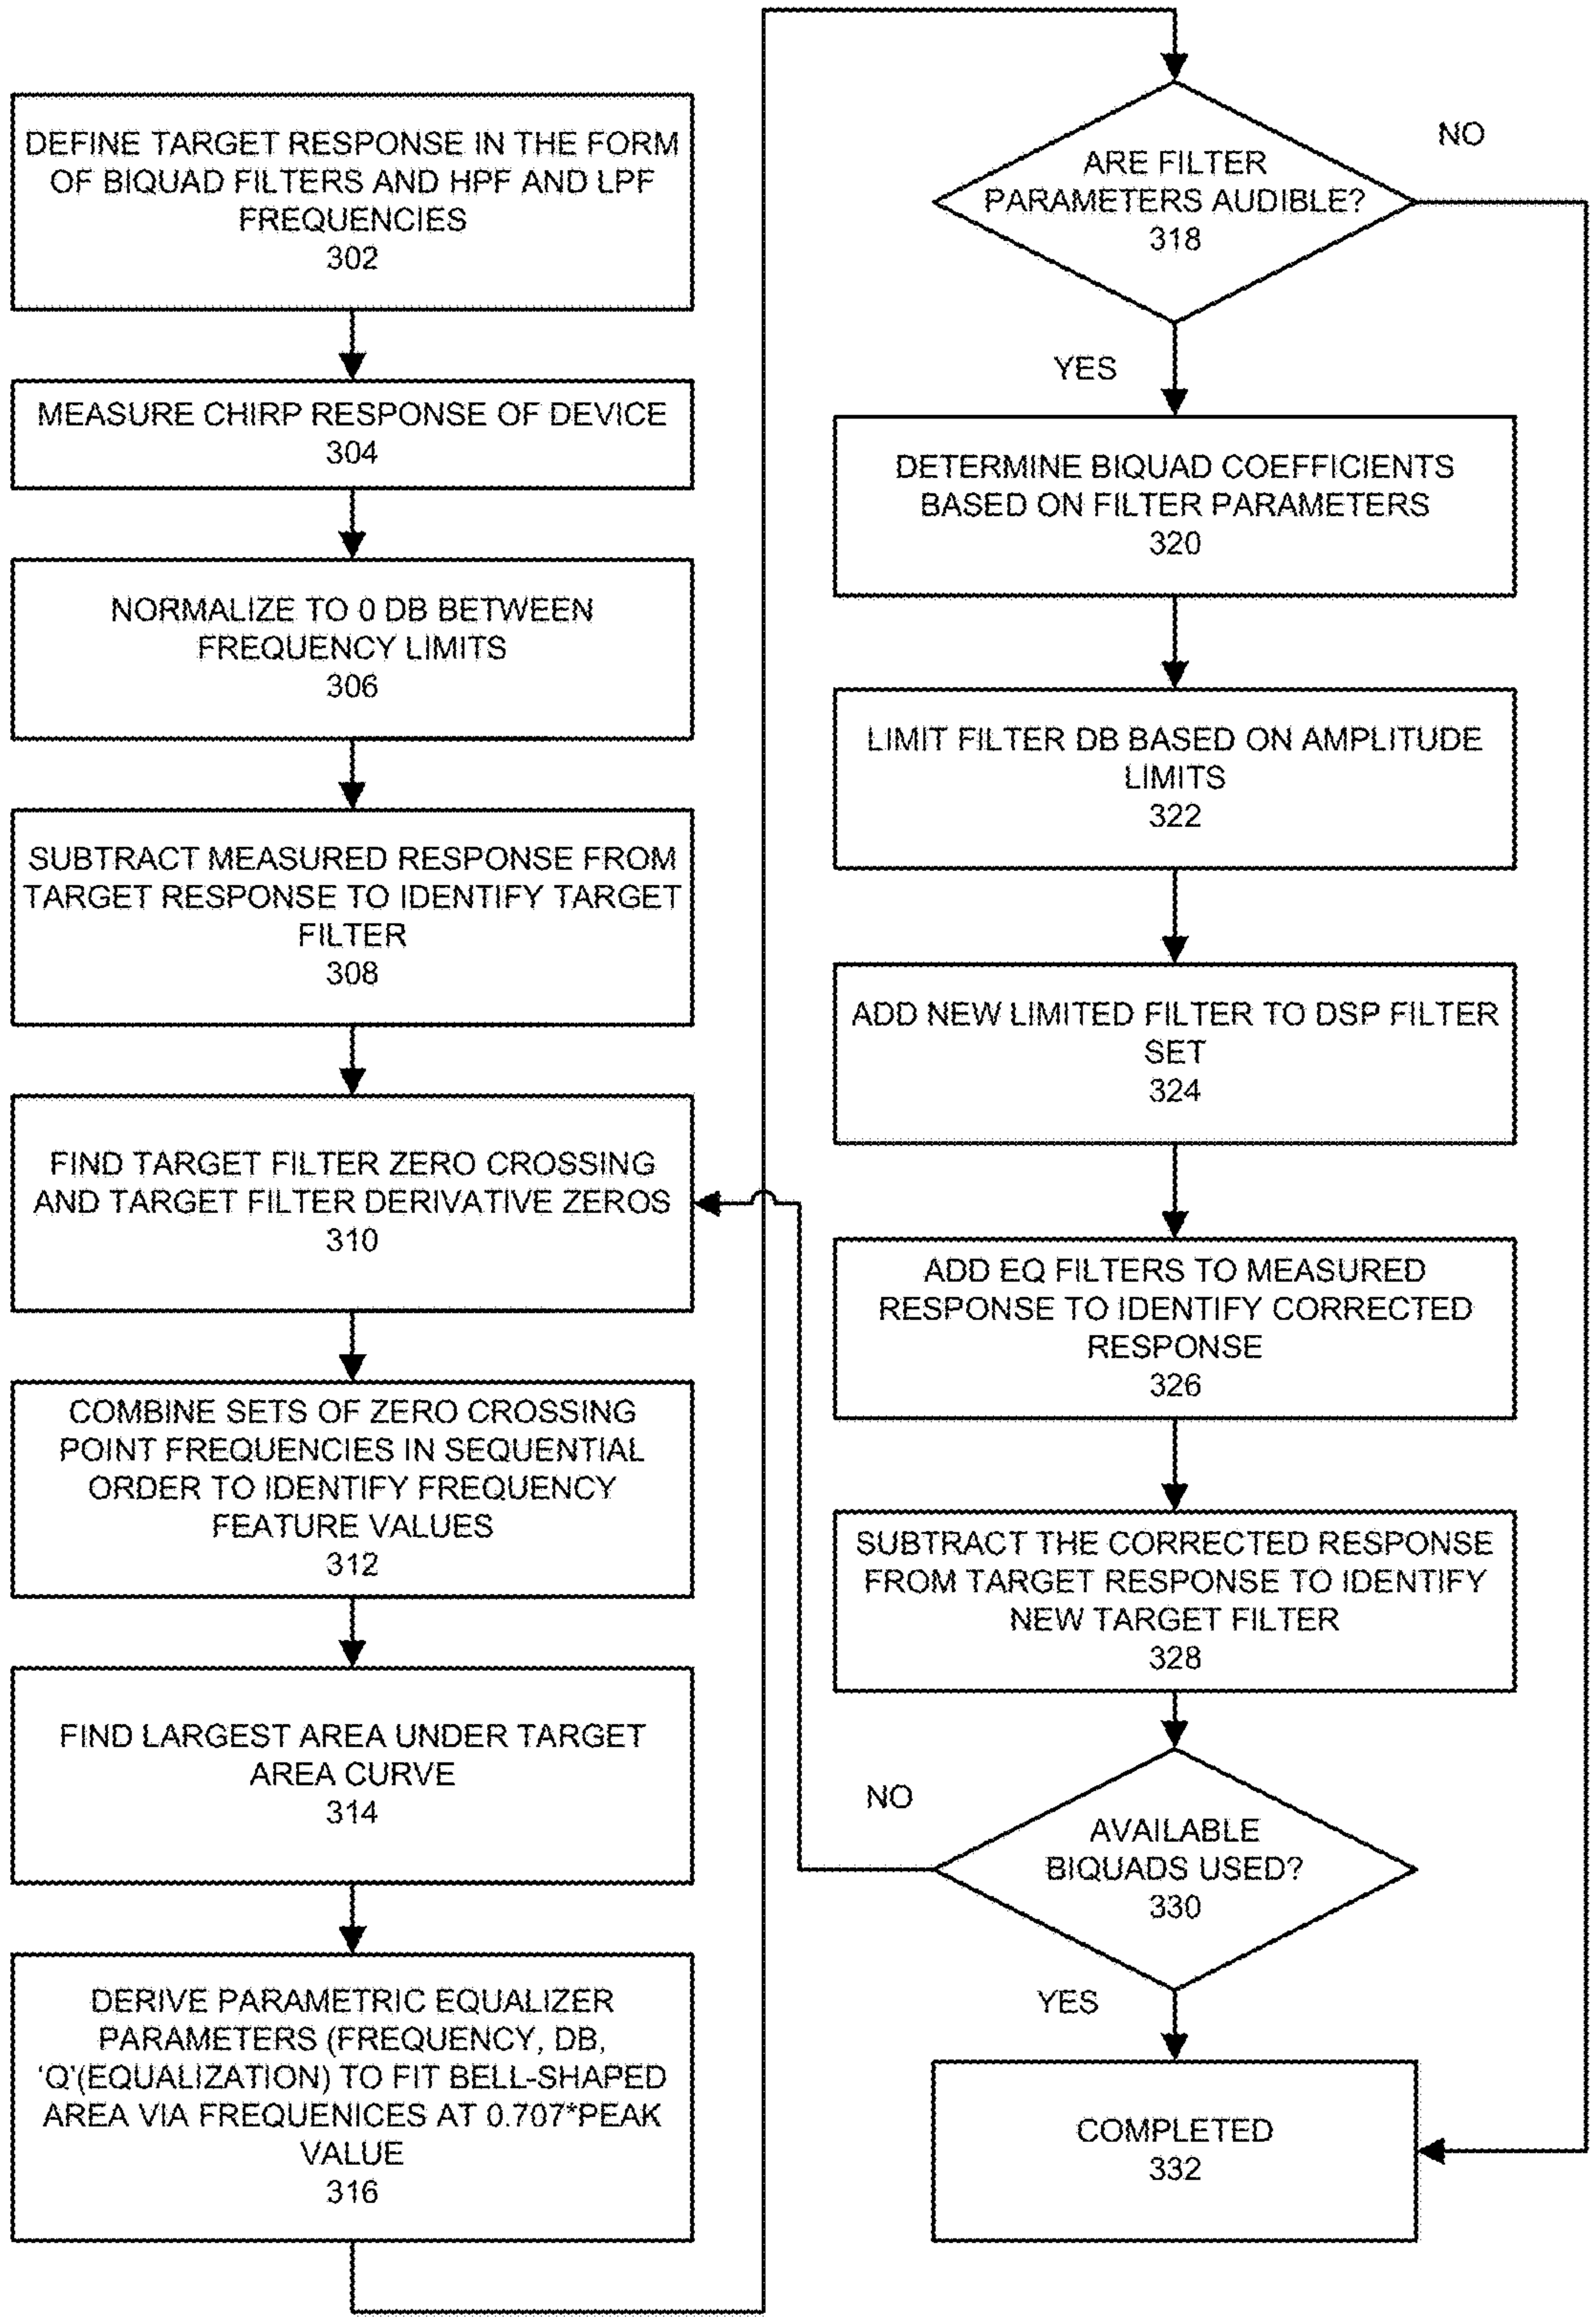 DEFINE TARGET RESPONSE IN THE FORM
OF BIQUAD FILTERS AND HPF AND LPF
FREQUENCIES
302
MEASURE CHIRP RESPONSE OF DEVICE
304
NORMALIZE TO 0 DB BETWEEN
FREQUENCY LIMITS
306
SUBTRACT MEASURED RESPONSE FROM
TARGET RESPONSE TO IDENTIFY TARGET
FILTER
308
FIND TARGET FILTER ZERO CROSSING
AND TARGET FILTER DERIVATIVE ZEROS
310
COMBINE SETS OF ZERO CROSSING
POINT FREQUENCIES IN SEQUENTIAL
ORDER TO IDENTIFY FREQUENCY
FEATURE VALUES
312
FIND LARGEST AREA UNDER TARGET
AREA CURVE
314
DERIVE PARAMETRIC EQUALIZER
PARAMETERS (FREQUENCY, DB,
‘Q’(EQUALIZATION) TO FIT BELL-SHAPED
AREA VIA FREQUENICES AT 0.707*PEAK
VALUE
316
ARE FILTER
PARAMETERS AUDIBLE?
318
NO
YES
DETERMINE BIQUAD COEFFICIENTS
BASED ON FILTER PARAMETERS
320
LIMIT FILTER DB BASED ON AMPLITUDE
LIMITS
322
ADD NEW LIMITED FILTER TO DSP FILTER
SET
324
ADD EQ FILTERS TO MEASURED
RESPONSE TO IDENTIFY CORRECTED
RESPONSE
326
SUBTRACT THE CORRECTED RESPONSE
FROM TARGET RESPONSE TO IDENTIFY
NEW TARGET FILTER
328
NO
AVAILABLE
BIQUADS USED?
330
YES
COMPLETED
332